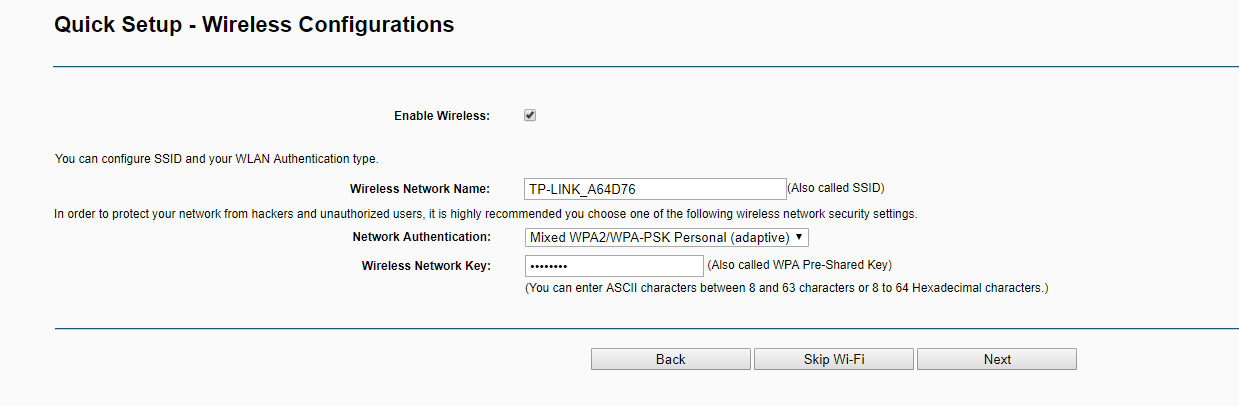 Quick Setup - Wireless Configurations
Enable Wireless:
You can configure SSID and your WLAN Authentication type.
Wireless Network Name: TP-LINK_A64D76 (Also called SSID)
In order to protect your network from hackers and unauthorized users, it is highly recommended you choose one of the following wireless network security settings.
Network Authentication: Mixed WPA2/WPA-PSK Personal (adaptive)
Wireless Network Key: •••••••• (Also called WPA Pre-Shared Key)
(You can enter ASCII characters between 8 and 63 characters or 8 to 64 Hexadecimal characters.)
Back Skip Wi-Fi Next